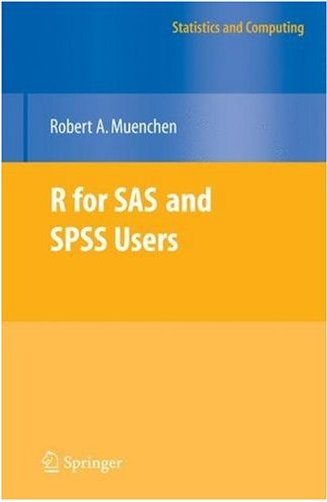 Statistics and Computing
Robert A. Muenchen
R for SAS and
SPSS Users
Springer